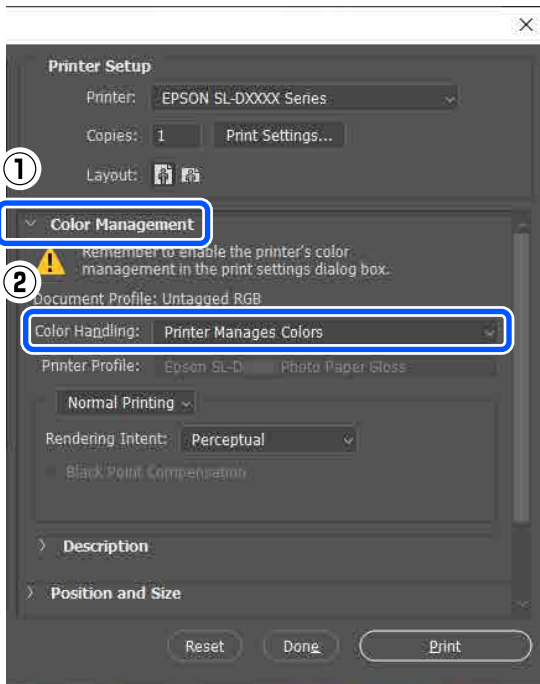 Printer Setup
Printer: EPSON SL-DXXXX Series
Copies: 1 Print Settings...
①
Layout:
Color Management
Remember to enable the printer's color
management in the print settings dialog box.
②
Document Profile: Untagged RGB
Color Handling: Printer Manages Colors
Printer Profile: Epson SL-D Photo Paper Gloss
Normal Printing
Rendering Intent: Perceptual
Black Point Compensation
Description
Position and Size
Reset Done Print